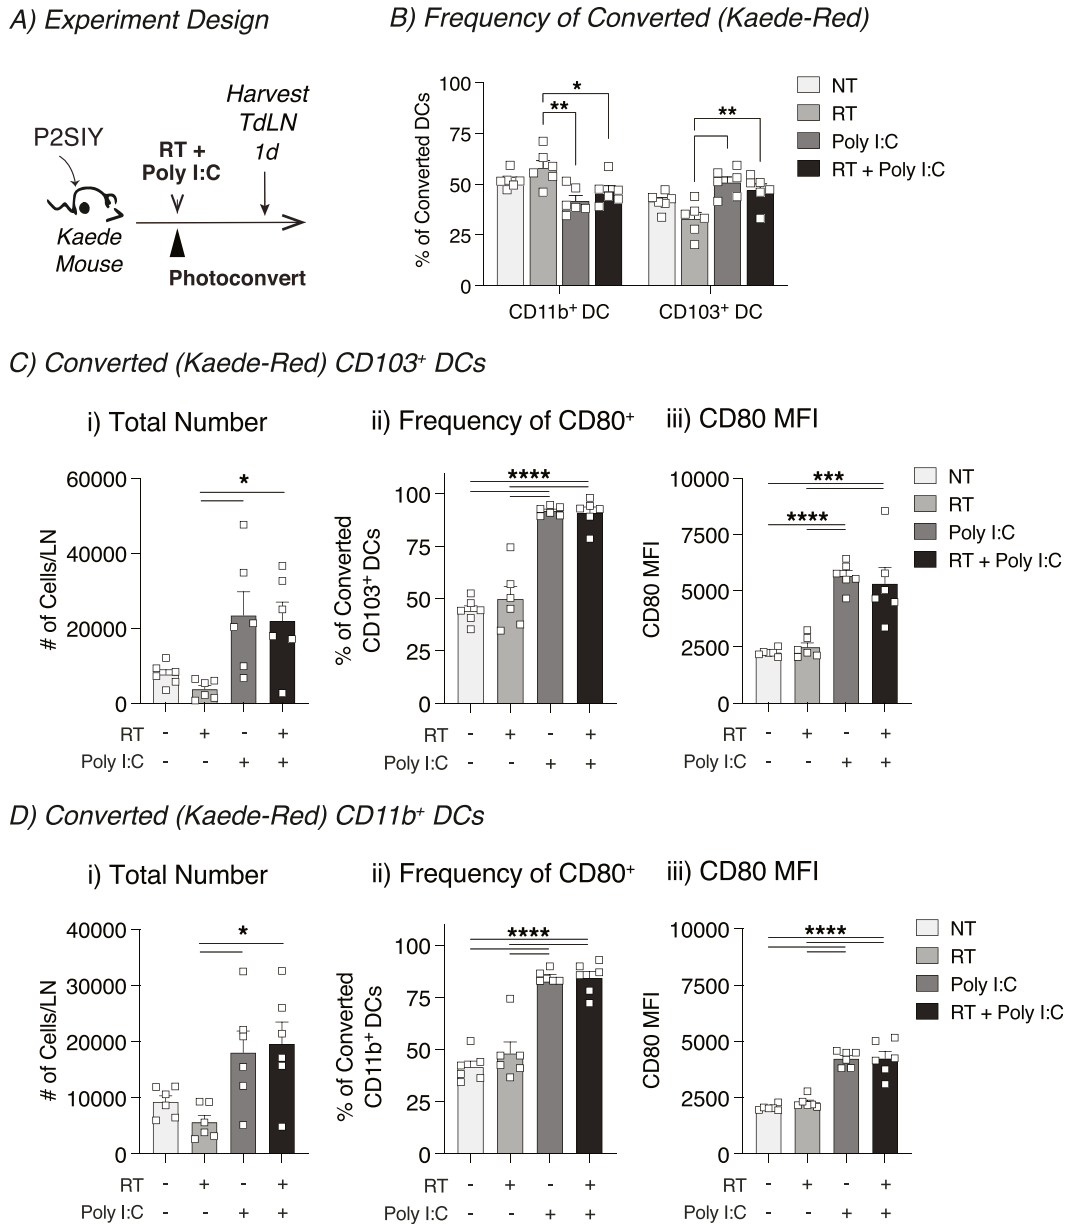 A) Experiment Design
P2SIY
RT +
Poly I:C
Harvest
TdLN
1d
Kaede
Mouse
Photoconvert
B) Frequency of Converted (Kaede-Red)
% of Converted DCs
100
75
50
25
0
*
**
**
CD11b+ DC
CD103+ DC
NT
RT
Poly I:C
RT + Poly I:C
C) Converted (Kaede-Red) CD103+ DCs
i) Total Number
# of Cells/LN
60000
40000
20000
0
*
RT - + - +
Poly I:C - - + +
ii) Frequency of CD80+
% of Converted
CD103+ DCs
100
75
50
25
0
****
RT - + - +
Poly I:C - - + +
iii) CD80 MFI
CD80 MFI
10000
7500
5000
2500
0
***
****
RT - + - +
Poly I:C - - + +
NT
RT
Poly I:C
RT + Poly I:C
D) Converted (Kaede-Red) CD11b+ DCs
i) Total Number
# of Cells/LN
40000
30000
20000
10000
0
*
RT - + - +
Poly I:C - - + +
ii) Frequency of CD80+
% of Converted
CD11b+ DCs
100
75
50
25
0
****
RT - + - +
Poly I:C - - + +
iii) CD80 MFI
CD80 MFI
10000
7500
5000
2500
0
****
RT - + - +
Poly I:C - - + +
NT
RT
Poly I:C
RT + Poly I:C